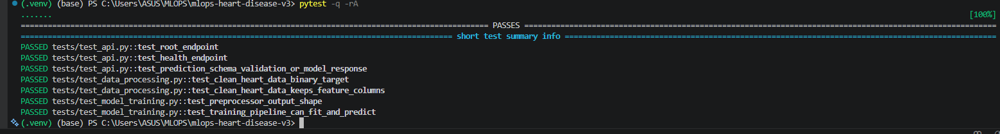 (.venv) (base) PS C:\Users\ASUS\MLOPS\mlops-heart-disease-v3> pytest -q -rA
....... [100%]
PASSES
short test summary info
PASSED tests/test_api.py::test_root_endpoint
PASSED tests/test_api.py::test_health_endpoint
PASSED tests/test_api.py::test_prediction_schema_validation_or_model_response
PASSED tests/test_data_processing.py::test_clean_heart_data_binary_target
PASSED tests/test_data_processing.py::test_clean_heart_data_keeps_feature_columns
PASSED tests/test_model_training.py::test_preprocessor_output_shape
PASSED tests/test_model_training.py::test_training_pipeline_can_fit_and_predict
(.venv) (base) PS C:\Users\ASUS\MLOPS\mlops-heart-disease-v3>